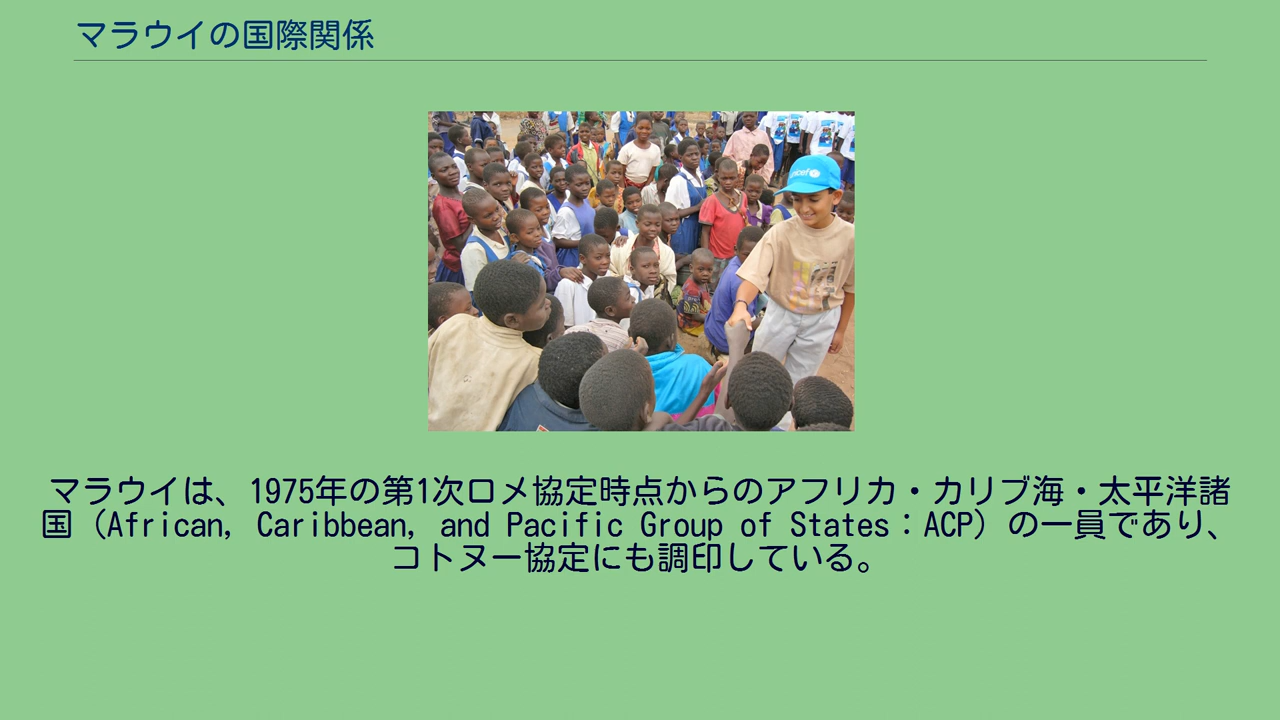 マラウイの国際関係
unicef
マラウイは、1975年の第1次ロメ協定時点からのアフリカ・カリブ海・太平洋諸
国（African, Caribbean, and Pacific Group of States：ACP）の一員であり、
コトヌー協定にも調印している。